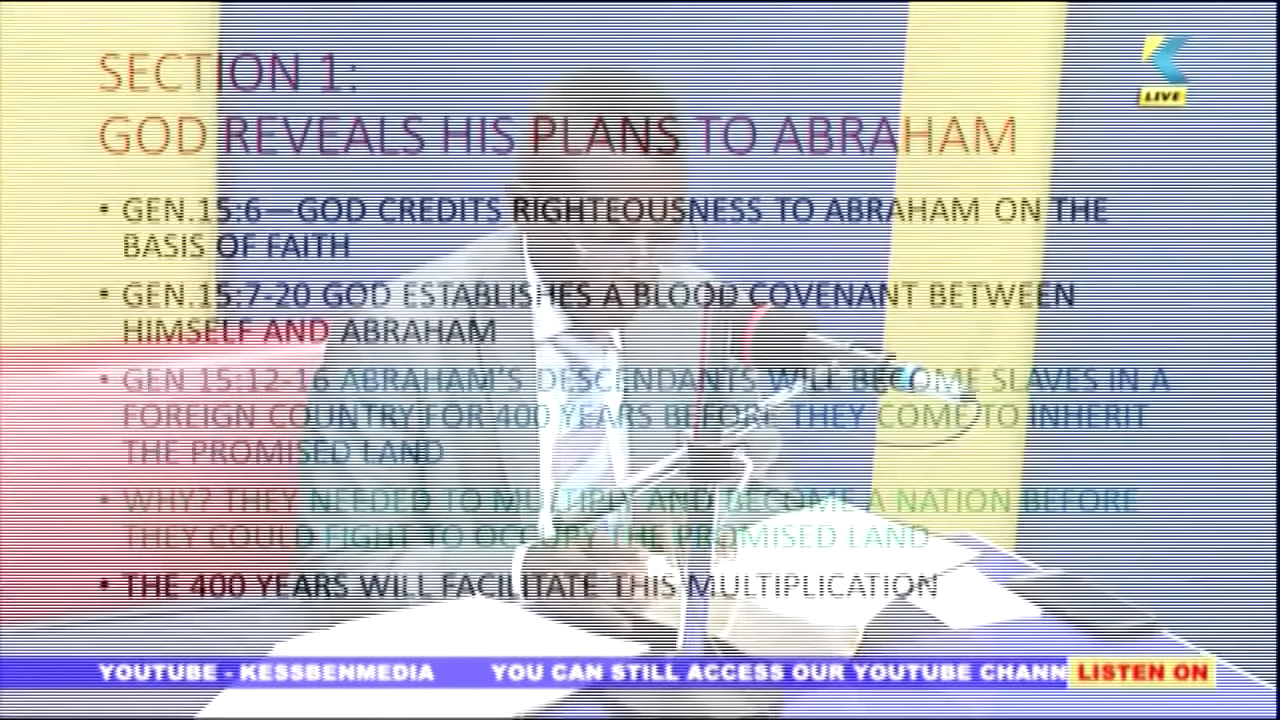 SECTION 1:
GOD REVEALS HIS PLANS TO ABRAHAM
LIVE
• GEN.15:6—GOD CREDITS RIGHTEOUSNESS TO ABRAHAM ON THE
BASIS OF FAITH
• GEN.15:7-20 GOD ESTABLISHES A BLOOD COVENANT BETWEEN
HIMSELF AND ABRAHAM
• GEN 15:12-16 ABRAHAM'S DESCENDANTS WILL BECOME SLAVES IN A
FOREIGN COUNTRY FOR 400 YEARS BEFORE THEY COME TO INHERIT
THE PROMISED LAND
• WHY? THEY NEEDED TO MULTIPLY AND BECOME A NATION BEFORE
THEY COULD FIGHT TO OCCUPY THE PROMISED LAND
• THE 400 YEARS WILL FACILITATE THIS MULTIPLICATION
YOUTUBE - KESSBENMEDIA YOU CAN STILL ACCESS OUR YOUTUBE CHANN LISTEN ON